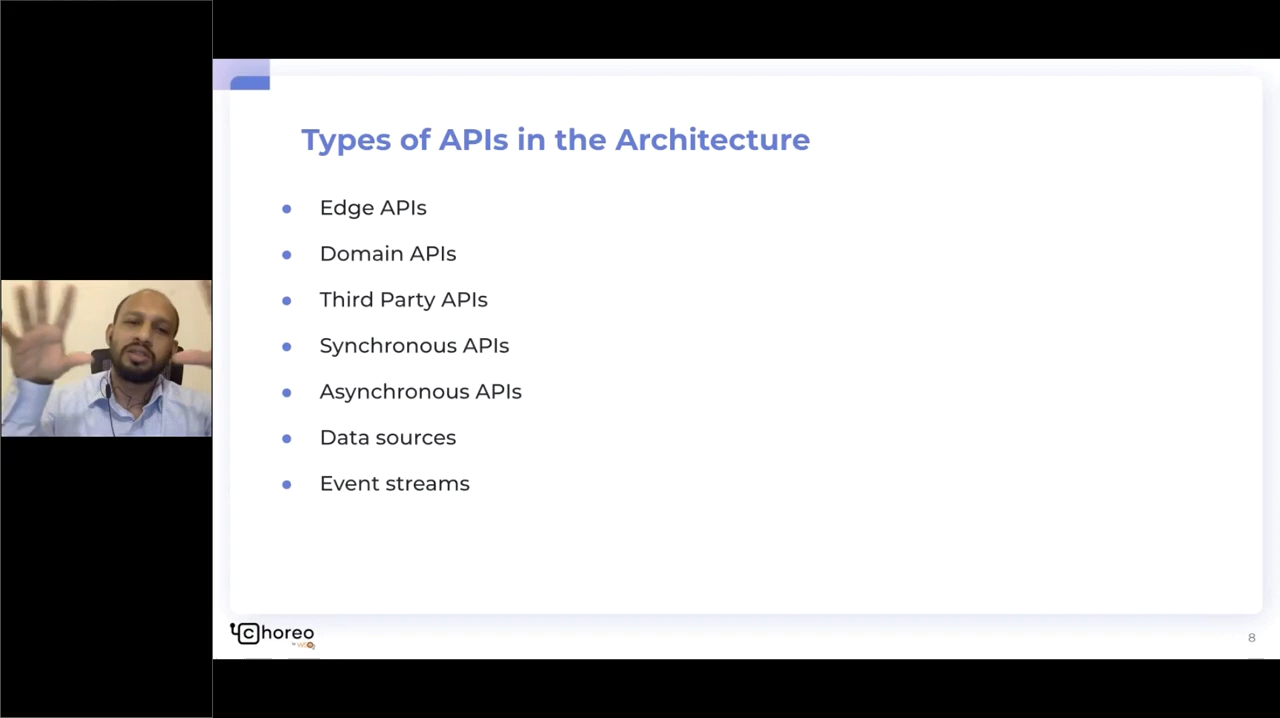 Types of APIs in the Architecture
Edge APIs
Domain APIs
Third Party APIs
Synchronous APIs
Asynchronous APIs
Data sources
Event streams
choreo
8